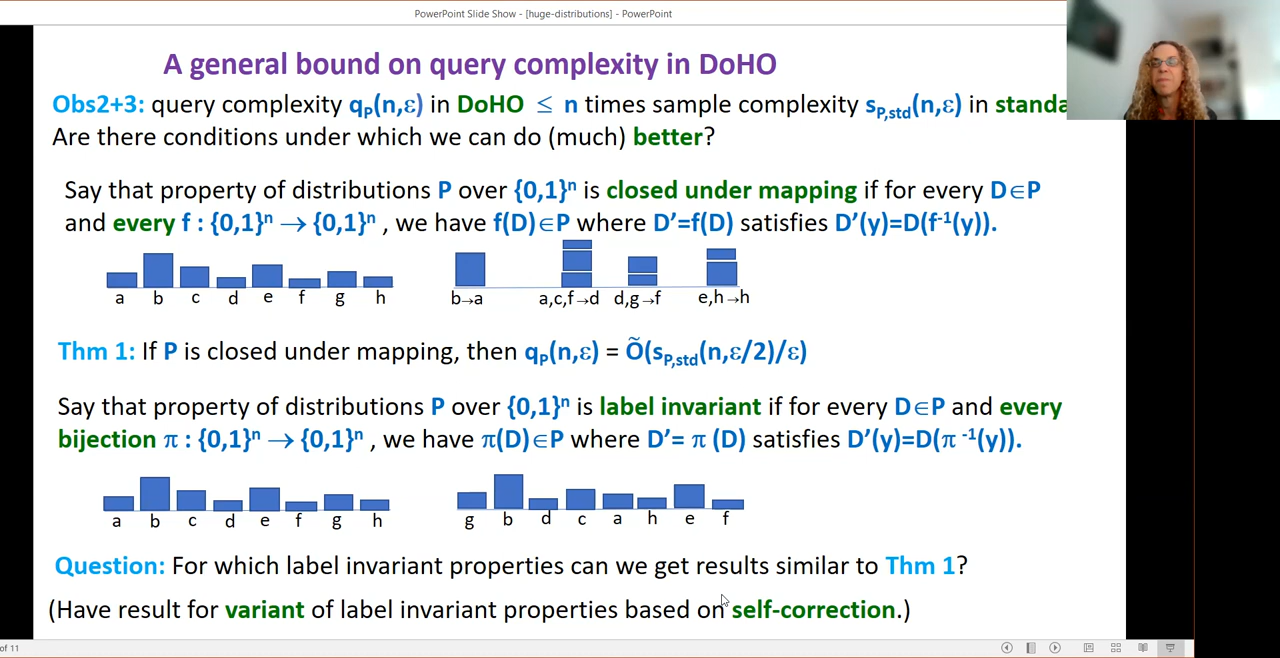 PowerPoint Slide Show - [huge-distributions] - PowerPoint
A general bound on query complexity in DoHO
Obs2+3: query complexity qP(n,ε) in DoHO ≤ n times sample complexity sP,std(n,ε) in standa
Are there conditions under which we can do (much) better?
Say that property of distributions P over {0,1}ⁿ is closed under mapping if for every D∈P
and every f : {0,1}ⁿ → {0,1}ⁿ , we have f(D)∈P where D'=f(D) satisfies D'(y)=D(f⁻¹(y)).
a b c d e f g h b→a a,c,f→d d,g→f e,h→h
Thm 1: If P is closed under mapping, then qP(n,ε) = Õ(sP,std(n,ε/2)/ε)
Say that property of distributions P over {0,1}ⁿ is label invariant if for every D∈P and every
bijection π : {0,1}ⁿ → {0,1}ⁿ , we have π(D)∈P where D'= π (D) satisfies D'(y)=D(π ⁻¹(y)).
a b c d e f g h g b d c a h e f
Question: For which label invariant properties can we get results similar to Thm 1?
(Have result for variant of label invariant properties based on self-correction.)
of 11